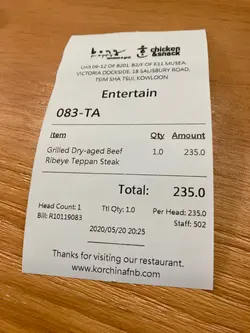 chicken
&snack
Unit 09-12 OF B201, B2/F OF K11 MUSEA,
VICTORIA DOCKSIDE, 18 SALISBURY ROAD,
TSIM SHA TSUI, KOWLOON
Entertain
083-TA
Item Qty Amount
Grilled Dry-aged Beef 1.0 235.0
Ribeye Teppan Steak
Total: 235.0
Head Count: 1 Ttl Qty: 1.0 Per Head: 235.0
Bill: R10119083 Staff: 502
2020/05/20 20:25
Thanks for visiting our restaurant.
www.korchinafnb.com